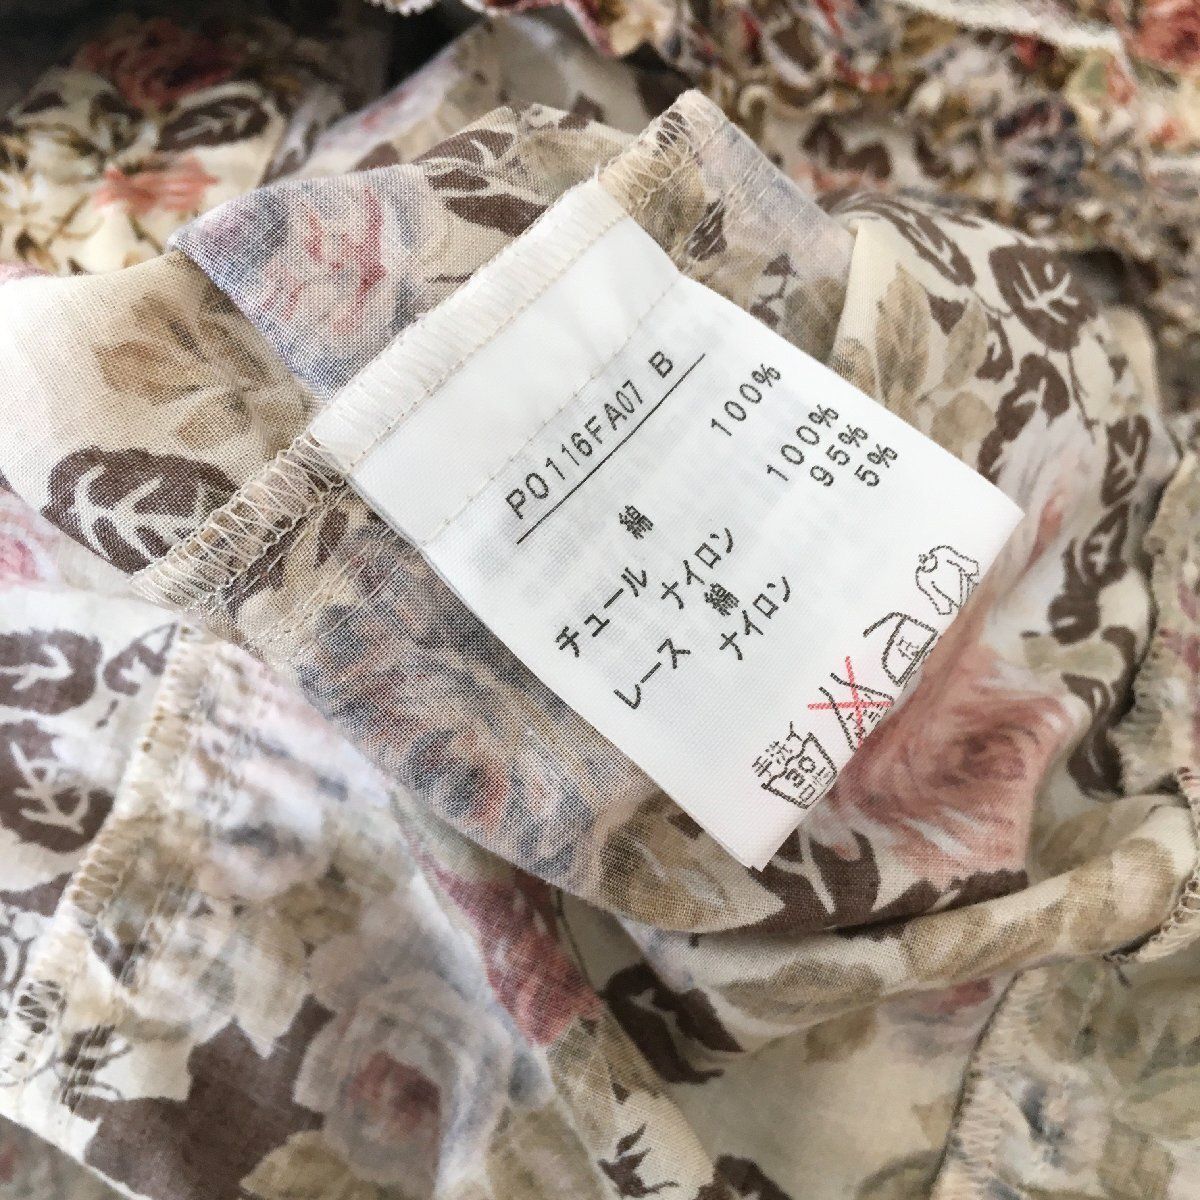 P0116FA07 B
綿 100%
チュール
ナイロン 100%
レース 綿 95%
ナイロン 5%
手洗イ
30